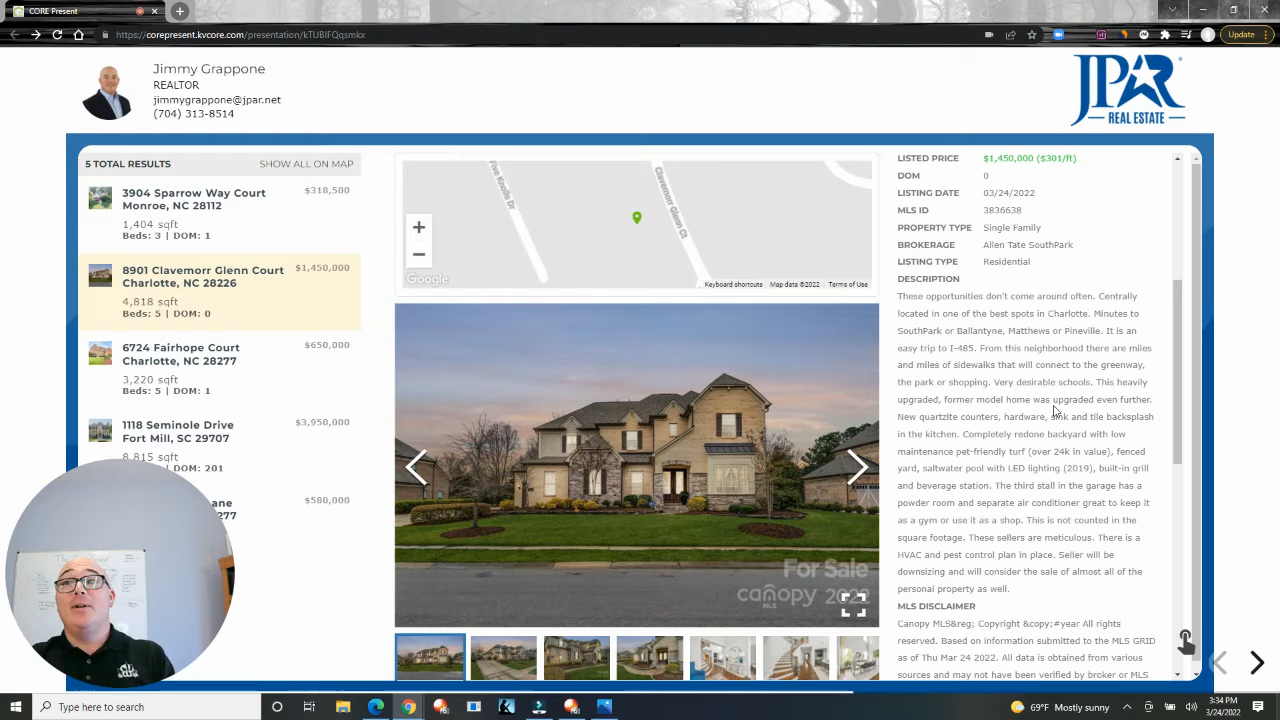 CORE Present
https://corepresent.kvcore.com/presentation/kTUBIFQqsmkx
Update
Jimmy Grappone
REALTOR
jimmygrappone@jpar.net
(704) 313-8514
JPAR
REAL ESTATE
5 TOTAL RESULTS
SHOW ALL ON MAP
3904 Sparrow Way Court
Monroe, NC 28112
$318,500
1,404 sqft
Beds: 3 | DOM: 1
8901 Clavemorr Glenn Court
Charlotte, NC 28226
$1,450,000
4,818 sqft
Beds: 5 | DOM: 0
6724 Fairhope Court
Charlotte, NC 28277
$650,000
3,220 sqft
Beds: 5 | DOM: 1
1118 Seminole Drive
Fort Mill, SC 29707
$3,950,000
8,815 sqft
DOM: 201
ane
277
$580,000
Five Knolls Dr
Clavemorr Glenn Ct
Google
Keyboard shortcuts
Map data ©2022
Terms of Use
For Sale
canopy MLS 2022
LISTED PRICE $1,450,000 ($301/ft)
DOM 0
LISTING DATE 03/24/2022
MLS ID 3836638
PROPERTY TYPE Single Family
BROKERAGE Allen Tate SouthPark
LISTING TYPE Residential
DESCRIPTION
These opportunities don't come around often. Centrally
located in one of the best spots in Charlotte. Minutes to
SouthPark or Ballantyne, Matthews or Pineville. It is an
easy trip to I-485. From this neighborhood there are miles
and miles of sidewalks that will connect to the greenway,
the park or shopping. Very desirable schools. This heavily
upgraded, former model home was upgraded even further.
New quartzite counters, hardware, sink and tile backsplash
in the kitchen. Completely redone backyard with low
maintenance pet-friendly turf (over 24k in value), fenced
yard, saltwater pool with LED lighting (2019), built-in grill
and beverage station. The third stall in the garage has a
powder room and separate air conditioner great to keep it
as a gym or use it as a shop. This is not counted in the
square footage. These sellers are meticulous. There is a
HVAC and pest control plan in place. Seller will be
downsizing and will consider the sale of almost all of the
personal property as well.
MLS DISCLAIMER
Canopy MLS&reg; Copyright &copy;#year All rights
reserved. Based on information submitted to the MLS GRID
as of Thu Mar 24 2022. All data is obtained from various
sources and may not have been verified by broker or MLS
Type here to search
69°F Mostly sunny
3:34 PM
3/24/2022